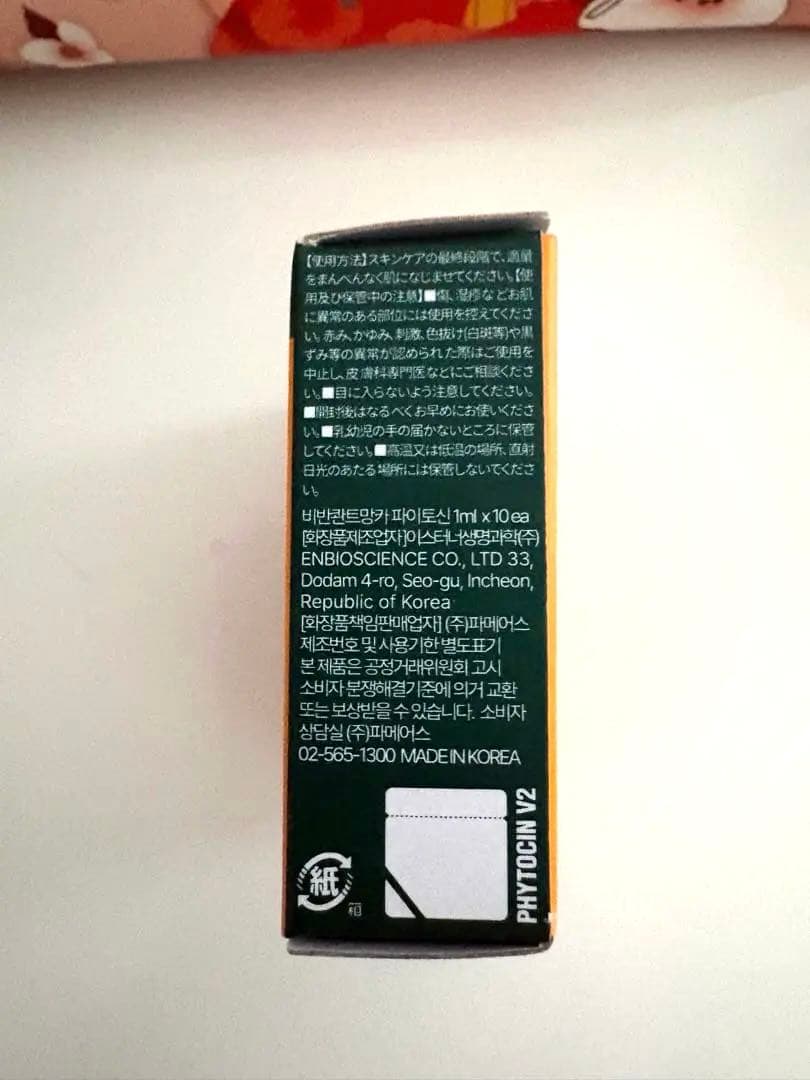 【使用方法】スキンケアの最終段階で、適量
をまんべんなく肌になじませてください。【使
用及び保管中の注意】■傷、湿疹などお肌
に異常のある部位には使用を控えてくださ
い。赤み、かゆみ、刺激、色抜け(白斑等)や黒
ずみ等の異常が認められた際はご使用を
中止し、皮膚科専門医などにご相談くださ
い。■目に入らないよう注意してください。
■開封後はなるべくお早めにお使いくださ
い。■乳幼児の手の届かないところに保管
してください。■高温又は低温の場所、直射
日光のあたる場所には保管しないでくださ
い。
비반콴트망카 파이토신 1ml x 10 ea
[화장품제조업자]이스터너생명과학(주)
ENBIOSCIENCE CO., LTD 33,
Dodam 4-ro, Seo-gu, Incheon,
Republic of Korea
[화장품책임판매업자] (주)파메어스
제조번호 및 사용기한 별도표기
본 제품은 공정거래위원회 고시
소비자 분쟁해결기준에 의거 교환
또는 보상받을 수 있습니다. 소비자
상담실 (주)파메어스
02-565-1300 MADE IN KOREA
紙
箱
PHYTOCIN V2